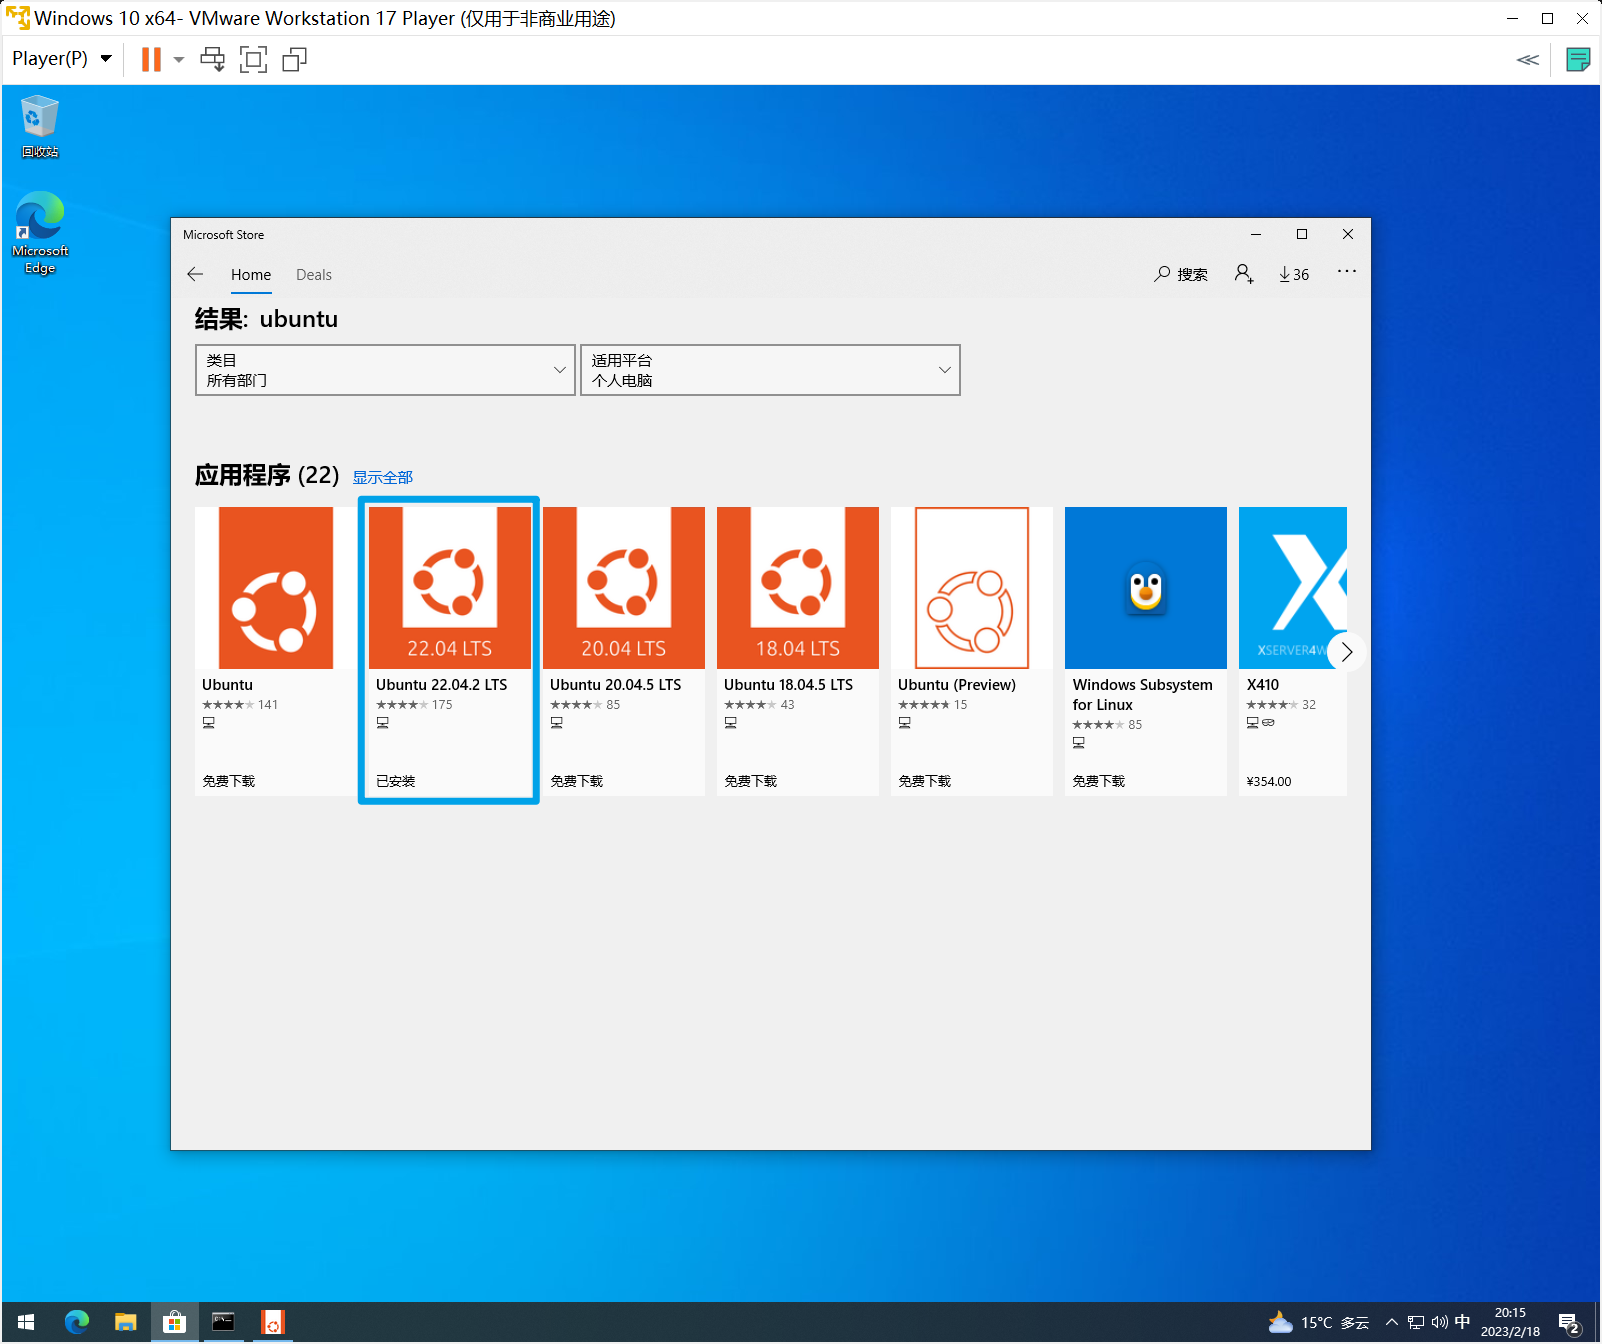 Windows 10 x64- VMware Workstation 17 Player (仅用于非商业用途)
Player(P)
回收站
Microsoft
Edge
Microsoft Store
Home
Deals
搜索
36
结果: ubuntu
类目
所有部门
适用平台
个人电脑
应用程序 (22) 显示全部
22.04 LTS
20.04 LTS
18.04 LTS
XSERVER4W
Ubuntu
141
免费下载
Ubuntu 22.04.2 LTS
175
已安装
Ubuntu 20.04.5 LTS
85
免费下载
Ubuntu 18.04.5 LTS
43
免费下载
Ubuntu (Preview)
15
免费下载
Windows Subsystem
for Linux
85
免费下载
X410
32
¥354.00
15°C 多云
中
20:15
2023/2/18
2